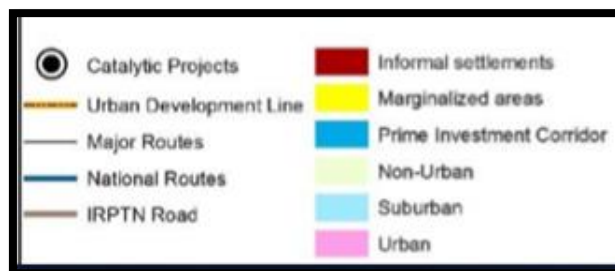 Catalytic Projects
Urban Development Line
Major Routes
National Routes
IRPTN Road
Informal settlements
Marginalized areas
Prime Investment Corridor
Non-Urban
Suburban
Urban